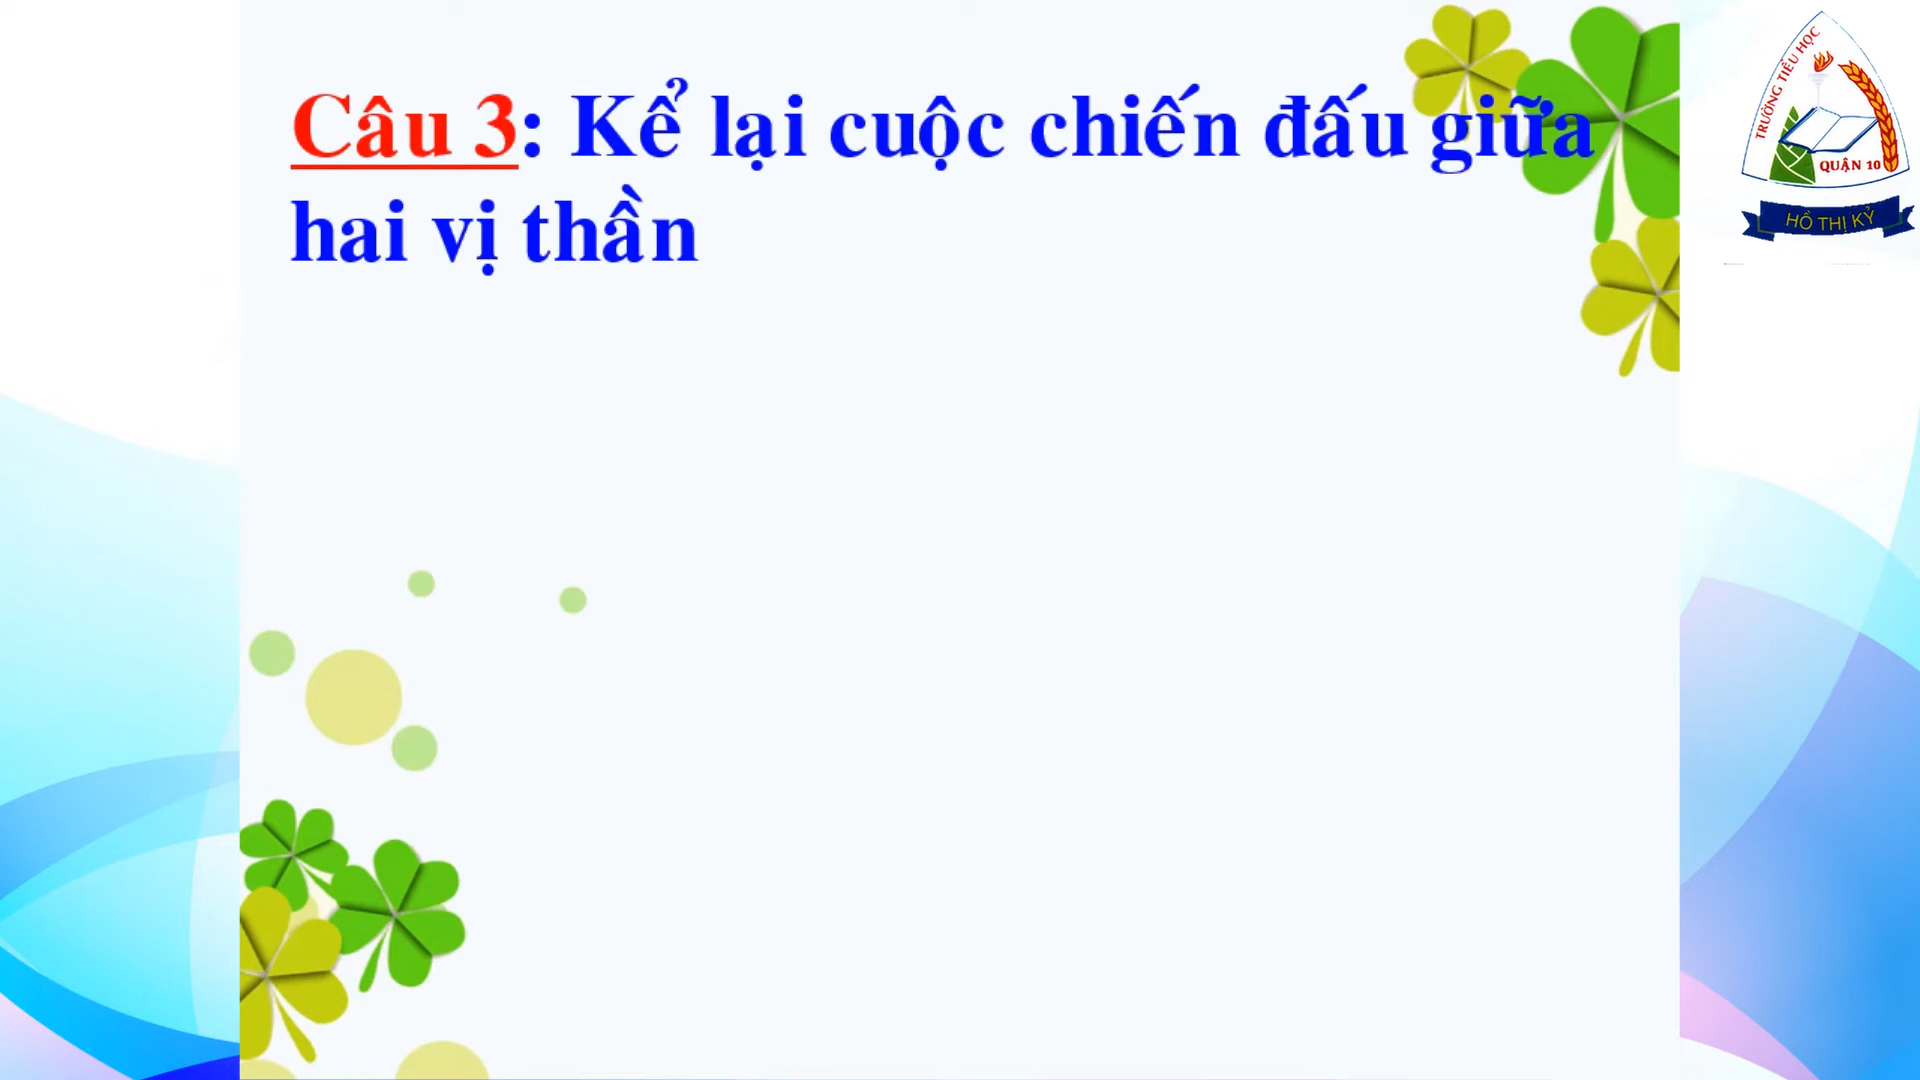 Câu 3: Kể lại cuộc chiến đấu giữa
hai vị thần
TRƯỜNG TIỂU HỌC
QUẬN 10
HỒ THỊ KỶ